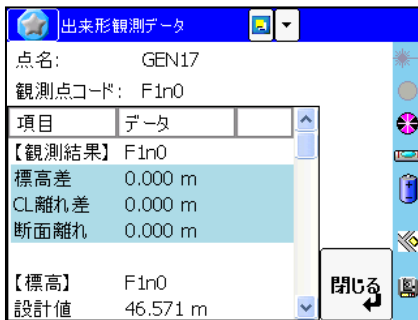 出来形観測データ
点名: GEN17
観測点コード: F1n0
項目 データ
【観測結果】 F1n0
標高差 0.000 m
CL離れ差 0.000 m
断面離れ 0.000 m
【標高】 F1n0
設計値 46.571 m
閉じる